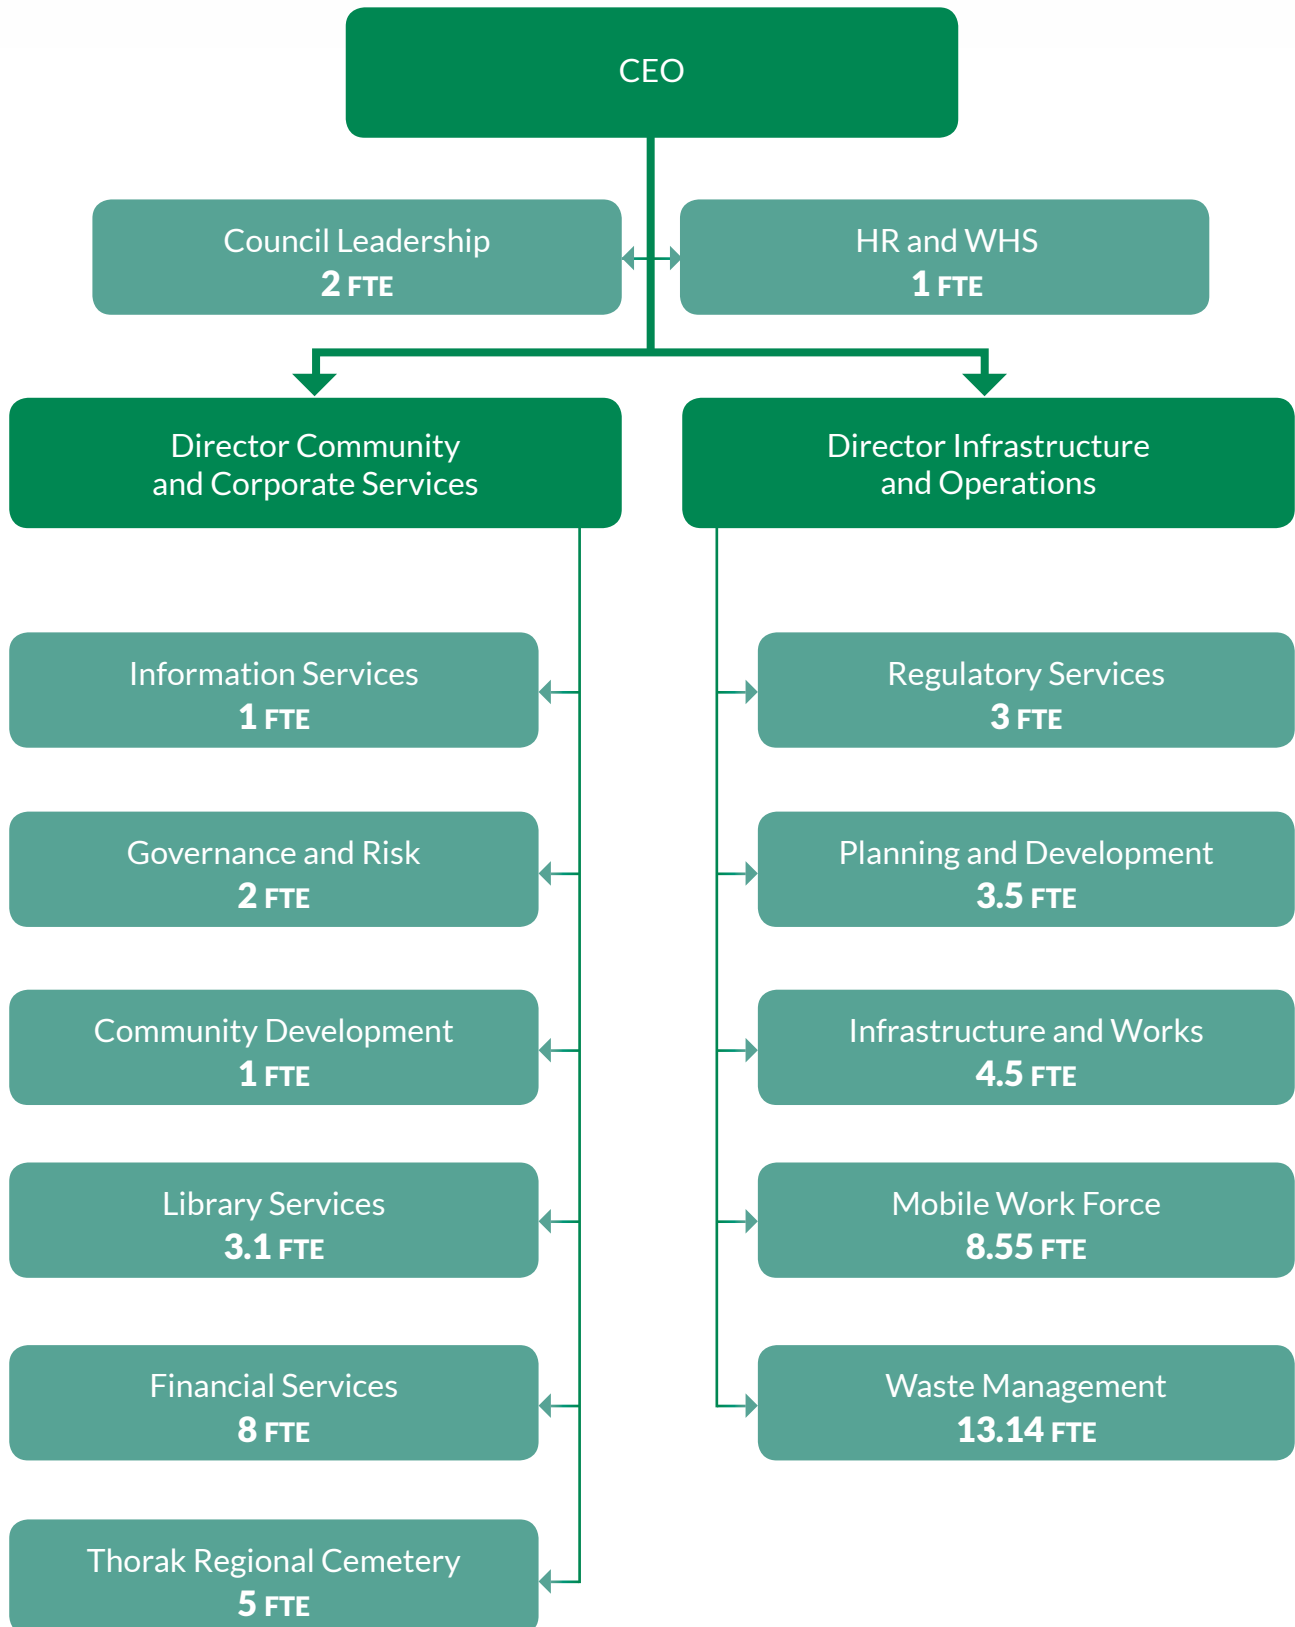 CEO
Council Leadership
2 FTE
HR and WHS
1 FTE
Director Community
and Corporate Services
Director Infrastructure
and Operations
Information Services
1 FTE
Governance and Risk
2 FTE
Community Development
1 FTE
Library Services
3.1 FTE
Financial Services
8 FTE
Thorak Regional Cemetery
5 FTE
Regulatory Services
3 FTE
Planning and Development
3.5 FTE
Infrastructure and Works
4.5 FTE
Mobile Work Force
8.55 FTE
Waste Management
13.14 FTE